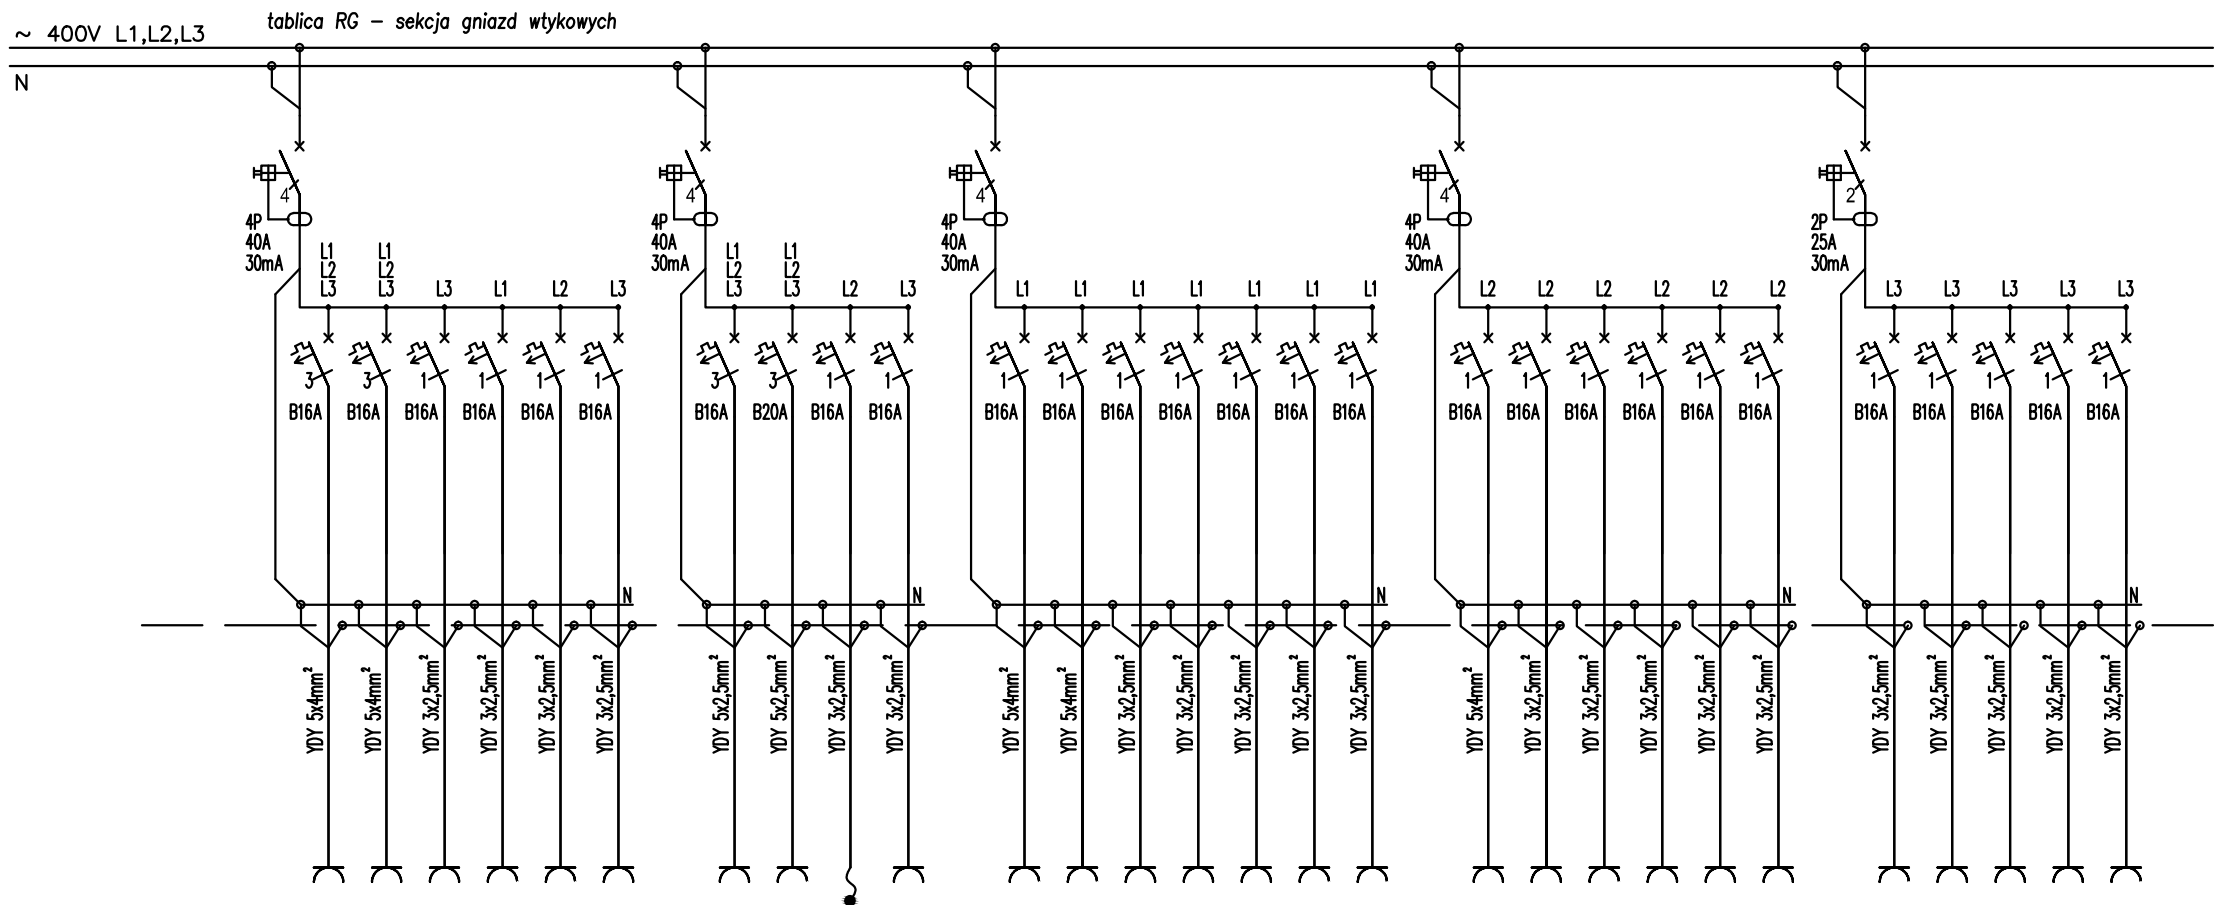 tablica RG – sekcja gniazd wtykowych
~ 400V L1,L2,L3
N
4 4 4 4 2
4P 4P 4P 4P 2P
40A 40A 40A 40A 25A
30mA 30mA 30mA 30mA 30mA
L1 L1 L1 L1
L2 L2 L2 L2
L3 L3 L3 L1 L2 L3 L3 L3 L2 L3 L1 L1 L1 L1 L1 L1 L1 L2 L2 L2 L2 L2 L2 L3 L3 L3 L3 L3
3 3 1 1 1 1 3 3 1 1 1 1 1 1 1 1 1 1 1 1 1 1 1 1 1 1 1 1
B16A B16A B16A B16A B16A B16A B16A B20A B16A B16A B16A B16A B16A B16A B16A B16A B16A B16A B16A B16A B16A B16A B16A B16A B16A B16A B16A B16A
N N N N N
YDY 5x4mm²
YDY 5x4mm²
YDY 3x2,5mm²
YDY 3x2,5mm²
YDY 3x2,5mm²
YDY 3x2,5mm²
YDY 5x2,5mm²
YDY 5x2,5mm²
YDY 3x2,5mm²
YDY 3x2,5mm²
YDY 5x4mm²
YDY 5x4mm²
YDY 3x2,5mm²
YDY 3x2,5mm²
YDY 3x2,5mm²
YDY 3x2,5mm²
YDY 3x2,5mm²
YDY 5x4mm²
YDY 3x2,5mm²
YDY 3x2,5mm²
YDY 3x2,5mm²
YDY 3x2,5mm²
YDY 3x2,5mm²
YDY 3x2,5mm²
YDY 3x2,5mm²
YDY 3x2,5mm²
YDY 3x2,5mm²
YDY 3x2,5mm²